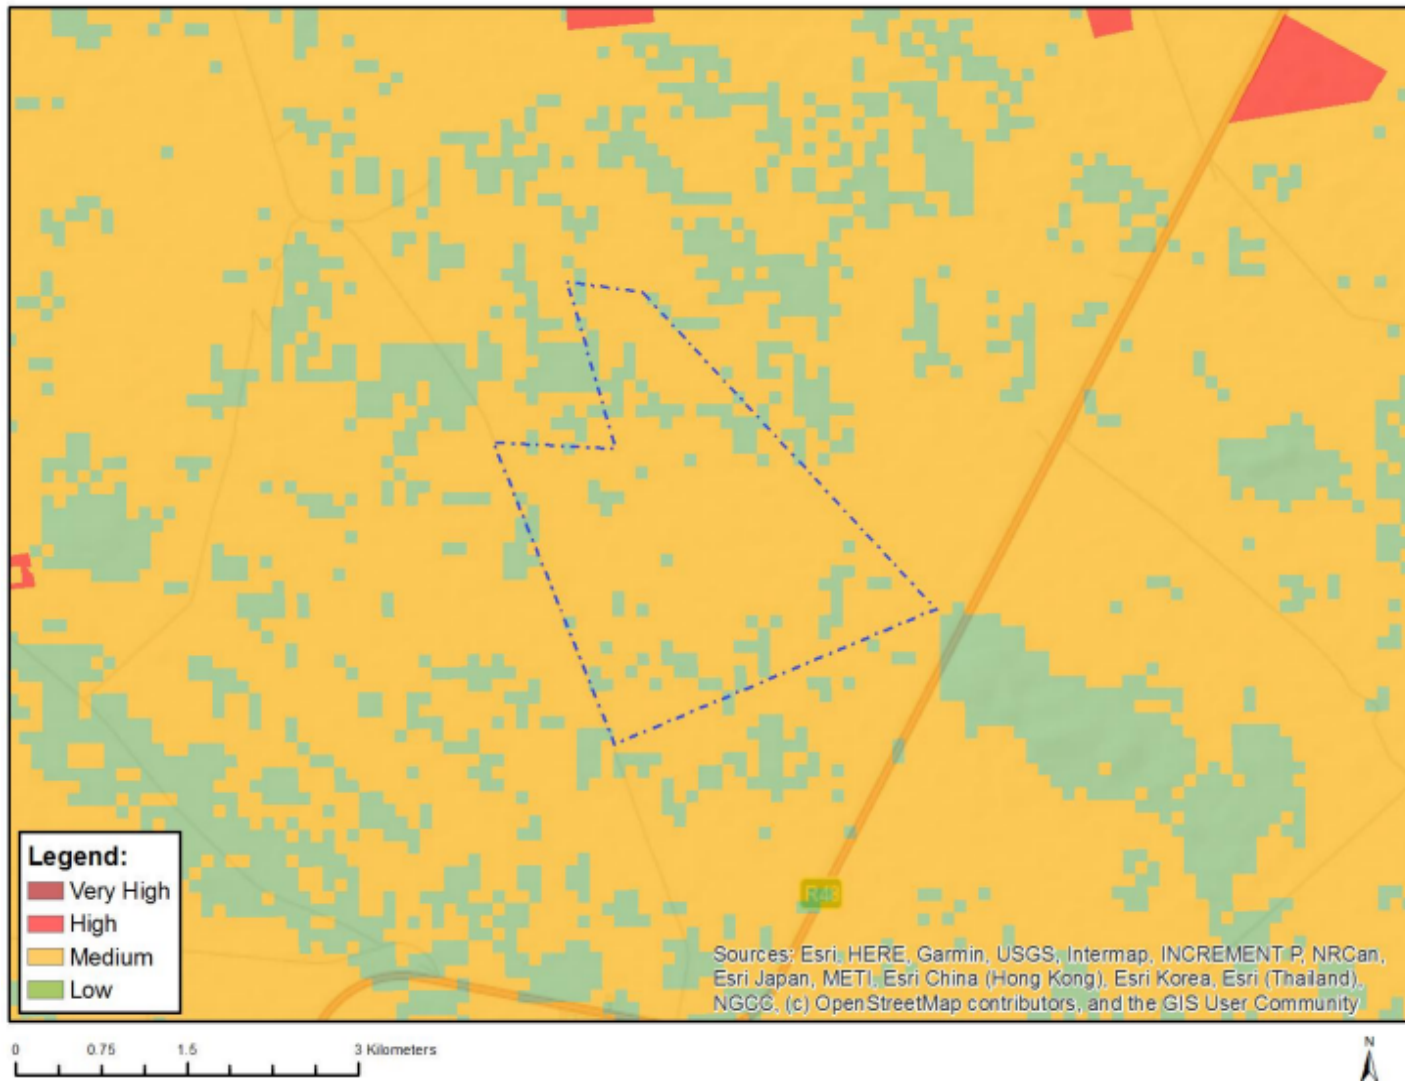 Legend:
Very High
High
Medium
Low
R48
Sources: Esri, HERE, Garmin, USGS, Intermap, INCREMENT P, NRCan,
Esri Japan, METI, Esri China (Hong Kong), Esri Korea, Esri (Thailand),
NGCC, (c) OpenStreetMap contributors, and the GIS User Community
0 0.75 1.5 3 Kilometers
N